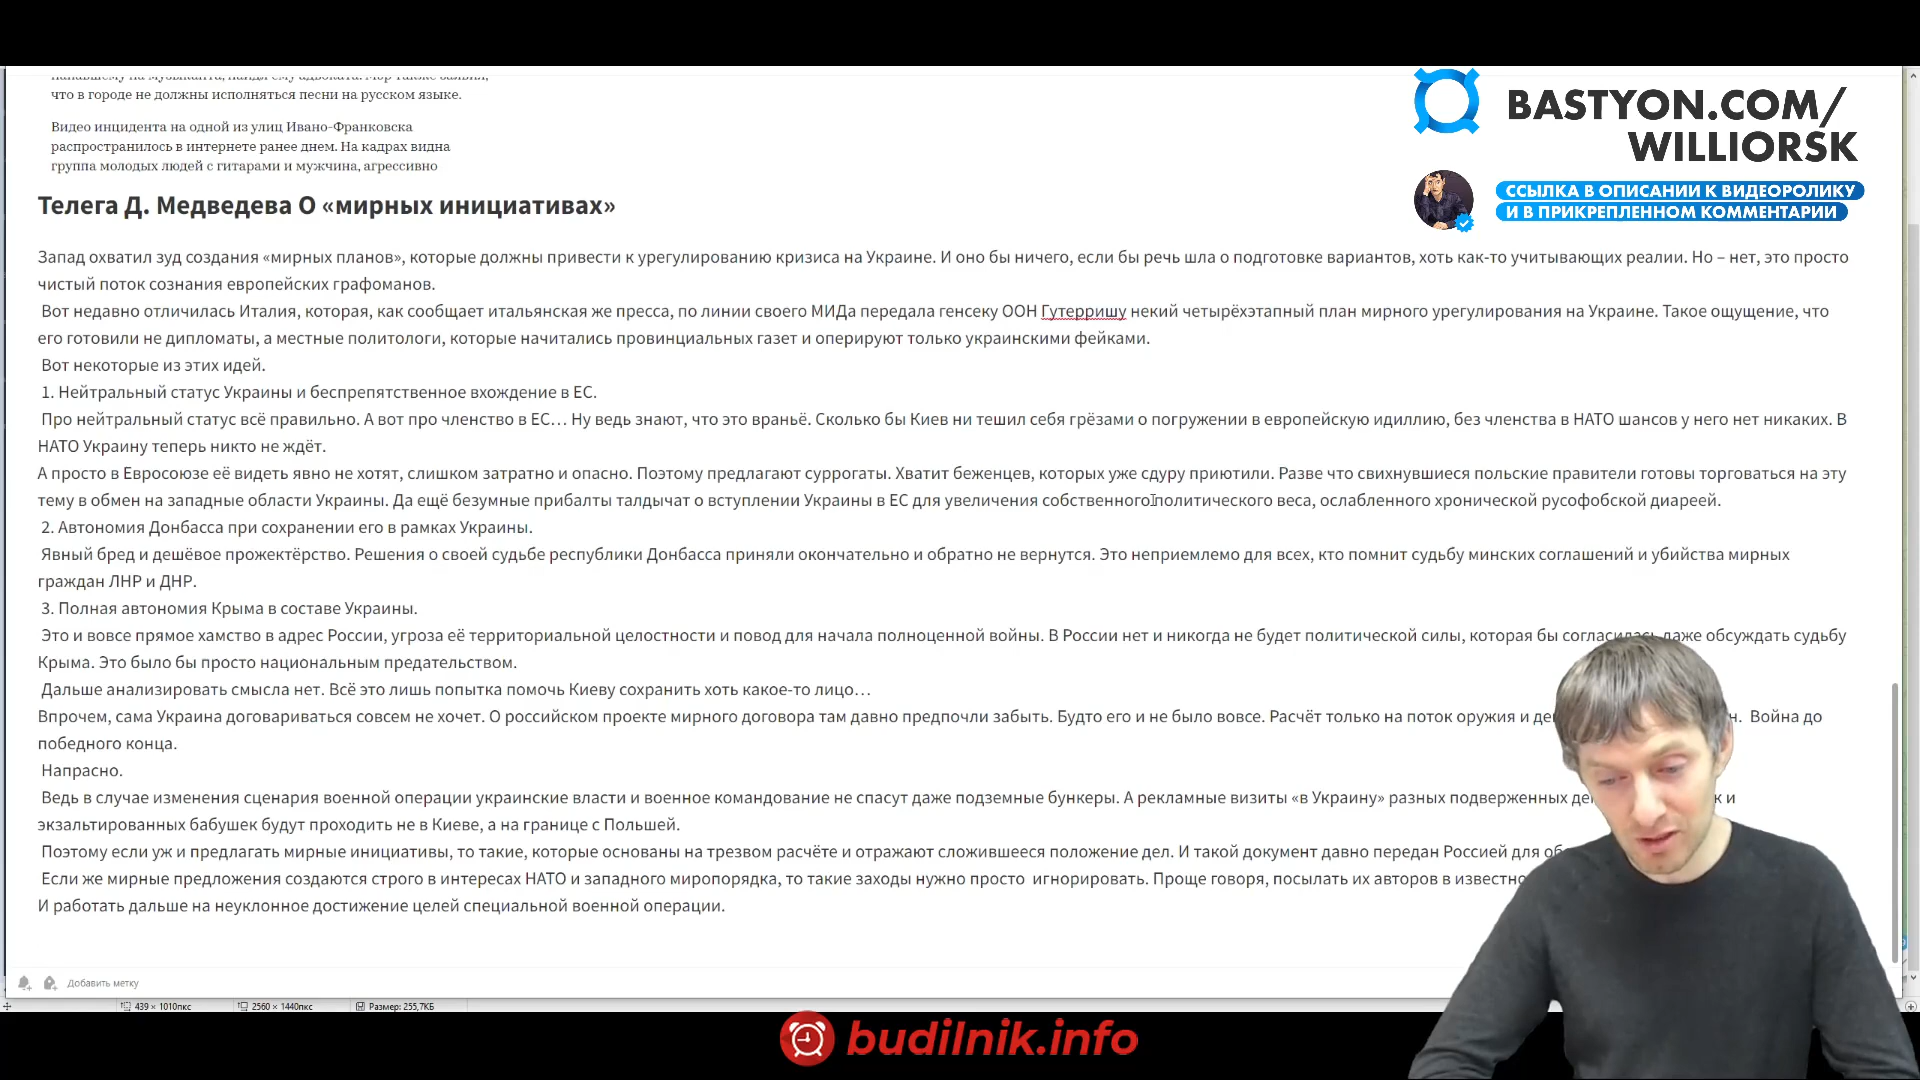 что в городе не должны исполняться песни на русском языке.
Видео инцидента на одной из улиц Ивано-Франковска
распространилось в интернете ранее днем. На кадрах видна
группа молодых людей с гитарами и мужчина, агрессивно
BASTYON.COM/
WILLIORSK
ССЫЛКА В ОПИСАНИИ К ВИДЕОРОЛИКУ
И В ПРИКРЕПЛЕННОМ КОММЕНТАРИИ
Телега Д. Медведева О «мирных инициативах»
Запад охватил зуд создания «мирных планов», которые должны привести к урегулированию кризиса на Украине. И оно бы ничего, если бы речь шла о подготовке вариантов, хоть как-то учитывающих реалии. Но – нет, это просто
чистый поток сознания европейских графоманов.
Вот недавно отличилась Италия, которая, как сообщает итальянская же пресса, по линии своего МИДа передала генсеку ООН Гутерришу некий четырёхэтапный план мирного урегулирования на Украине. Такое ощущение, что
его готовили не дипломаты, а местные политологи, которые начитались провинциальных газет и оперируют только украинскими фейками.
Вот некоторые из этих идей.
1. Нейтральный статус Украины и беспрепятственное вхождение в ЕС.
Про нейтральный статус всё правильно. А вот про членство в ЕС… Ну ведь знают, что это враньё. Сколько бы Киев ни тешил себя грёзами о погружении в европейскую идиллию, без членства в НАТО шансов у него нет никаких. В
НАТО Украину теперь никто не ждёт.
А просто в Евросоюзе её видеть явно не хотят, слишком затратно и опасно. Поэтому предлагают суррогаты. Хватит беженцев, которых уже сдуру приютили. Разве что свихнувшиеся польские правители готовы торговаться на эту
тему в обмен на западные области Украины. Да ещё безумные прибалты талдычат о вступлении Украины в ЕС для увеличения собственного политического веса, ослабленного хронической русофобской диареей.
2. Автономия Донбасса при сохранении его в рамках Украины.
Явный бред и дешёвое прожектёрство. Решения о своей судьбе республики Донбасса приняли окончательно и обратно не вернутся. Это неприемлемо для всех, кто помнит судьбу минских соглашений и убийства мирных
граждан ЛНР и ДНР.
3. Полная автономия Крыма в составе Украины.
Это и вовсе прямое хамство в адрес России, угроза её территориальной целостности и повод для начала полноценной войны. В России нет и никогда не будет политической силы, которая бы согласилась даже обсуждать судьбу
Крыма. Это было бы просто национальным предательством.
Дальше анализировать смысла нет. Всё это лишь попытка помочь Киеву сохранить хоть какое-то лицо…
Впрочем, сама Украина договариваться совсем не хочет. О российском проекте мирного договора там давно предпочли забыть. Будто его и не было вовсе. Расчёт только на поток оружия и Война до
победного конца.
Напрасно.
Ведь в случае изменения сценария военной операции украинские власти и военное командование не спасут даже подземные бункеры. А рекламные визиты «в Украину» разных подверженных и
экзальтированных бабушек будут проходить не в Киеве, а на границе с Польшей.
Поэтому если уж и предлагать мирные инициативы, то такие, которые основаны на трезвом расчёте и отражают сложившееся положение дел. И такой документ давно передан Россией для
Если же мирные предложения создаются строго в интересах НАТО и западного миропорядка, то такие заходы нужно просто игнорировать. Проще говоря, посылать их авторов в
И работать дальше на неуклонное достижение целей специальной военной операции.
Добавить метку
439 × 1010пкс 2560 × 1440пкс Размер: 255,7КБ
budilnik.info